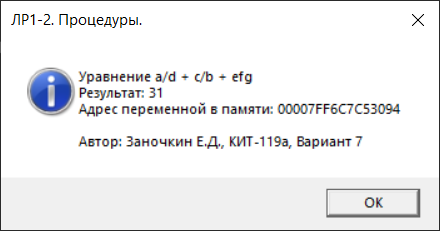 ЛР1-2. Процедуры.
Уравнение a/d + c/b + efg
Результат: 31
Адрес переменной в памяти: 00007FF6C7C53094
Автор: Заночкин Е.Д., КИТ-119а, Вариант 7
OK